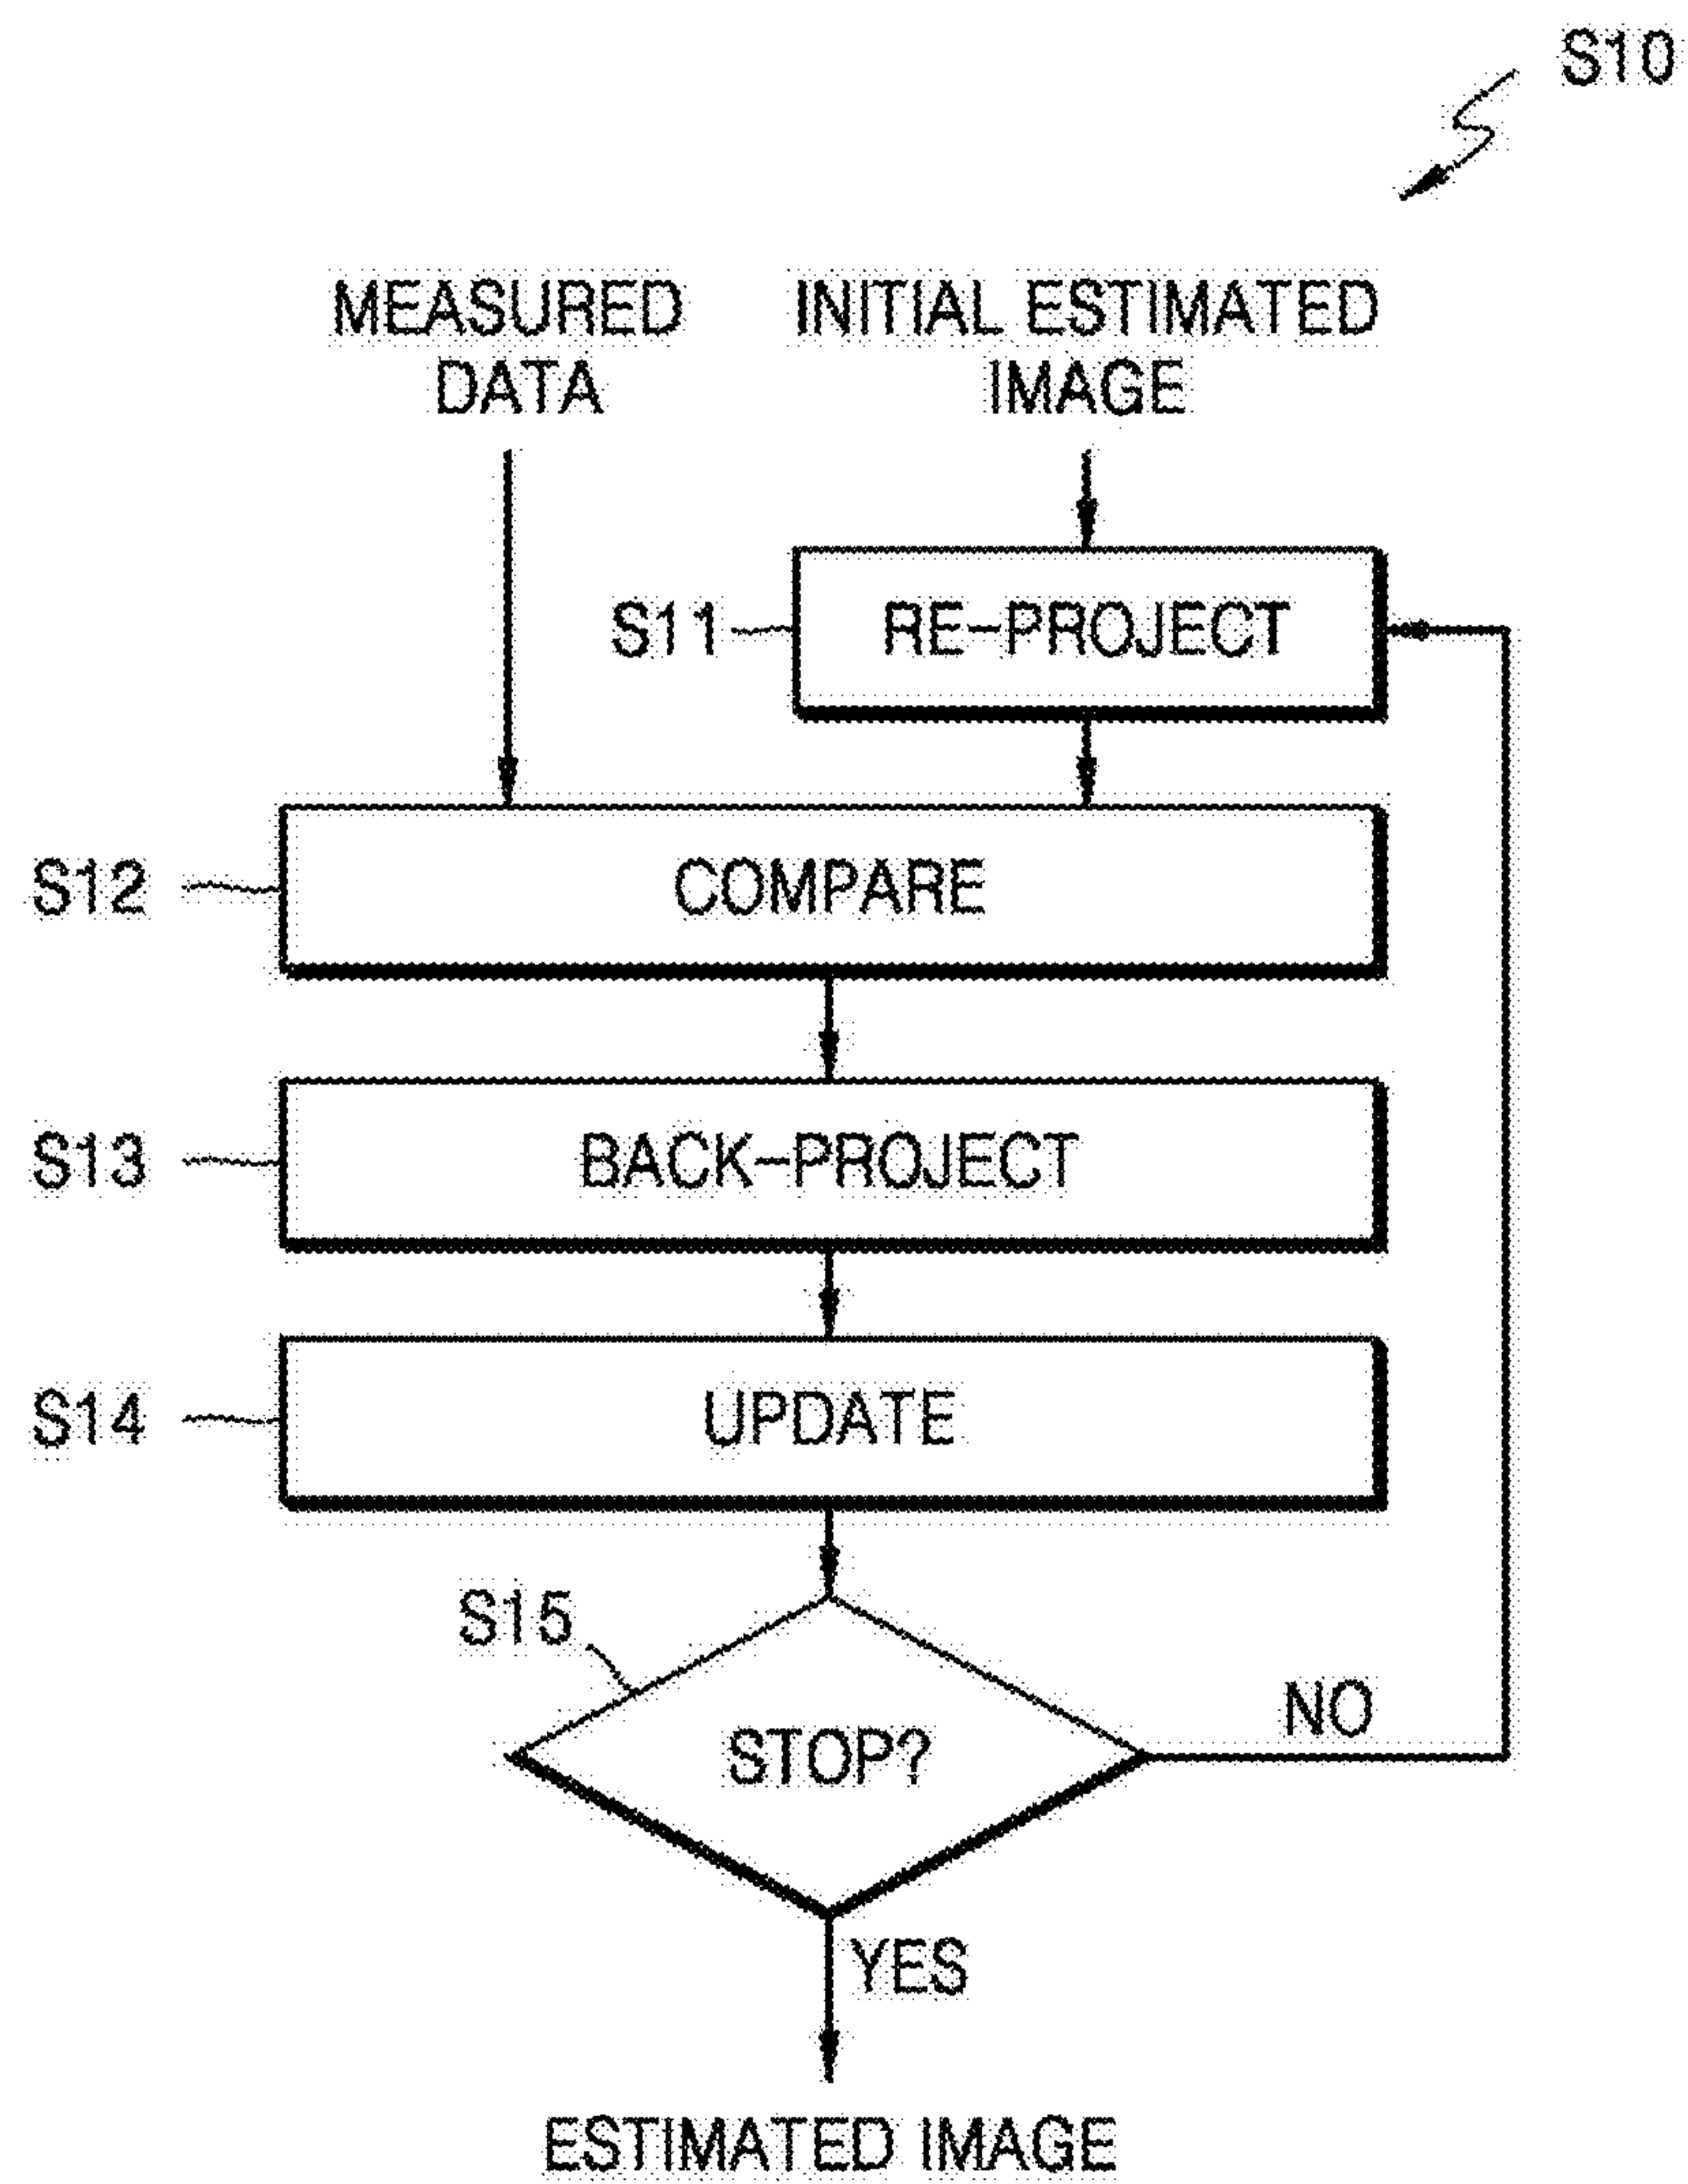 S10
MEASURED
DATA
INITIAL ESTIMATED
IMAGE
S11
RE-PROJECT
S12
COMPARE
S13
BACK-PROJECT
S14
UPDATE
S15
STOP?
NO
YES
ESTIMATED IMAGE